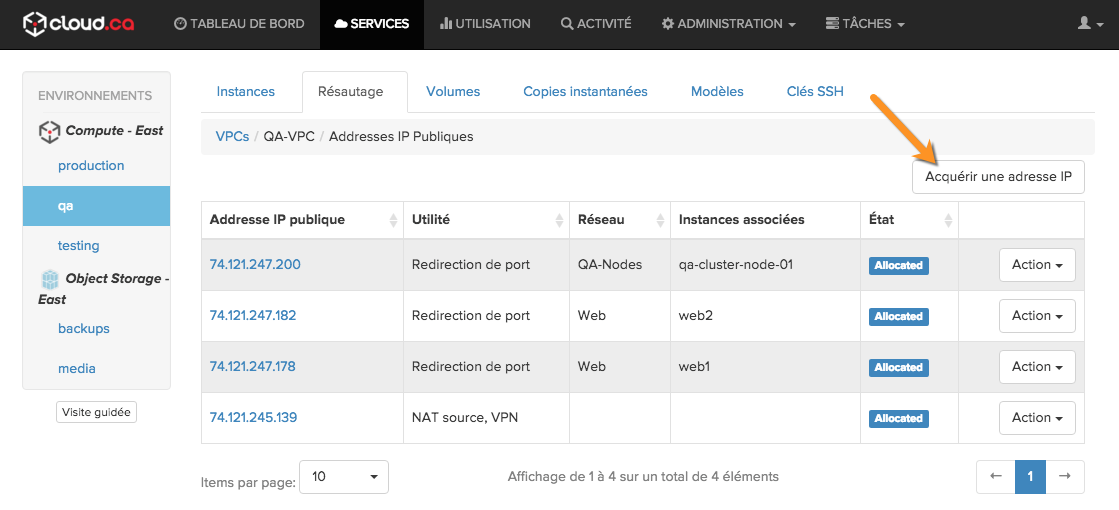 cloud.ca TABLEAU DE BORD SERVICES UTILISATION ACTIVITÉ ADMINISTRATION TÂCHES
ENVIRONNEMENTS
Compute - East
production
qa
testing
Object Storage -
East
backups
media
Visite guidée
Instances Résautage Volumes Copies instantanées Modèles Clés SSH
VPCs / QA-VPC / Addresses IP Publiques
Acquérir une adresse IP
Addresse IP publique Utilité Réseau Instances associées État
74.121.247.200 Redirection de port QA-Nodes qa-cluster-node-01 Allocated Action
74.121.247.182 Redirection de port Web web2 Allocated Action
74.121.247.178 Redirection de port Web web1 Allocated Action
74.121.245.139 NAT source, VPN Allocated Action
Items par page: 10 Affichage de 1 à 4 sur un total de 4 éléments ← 1 →